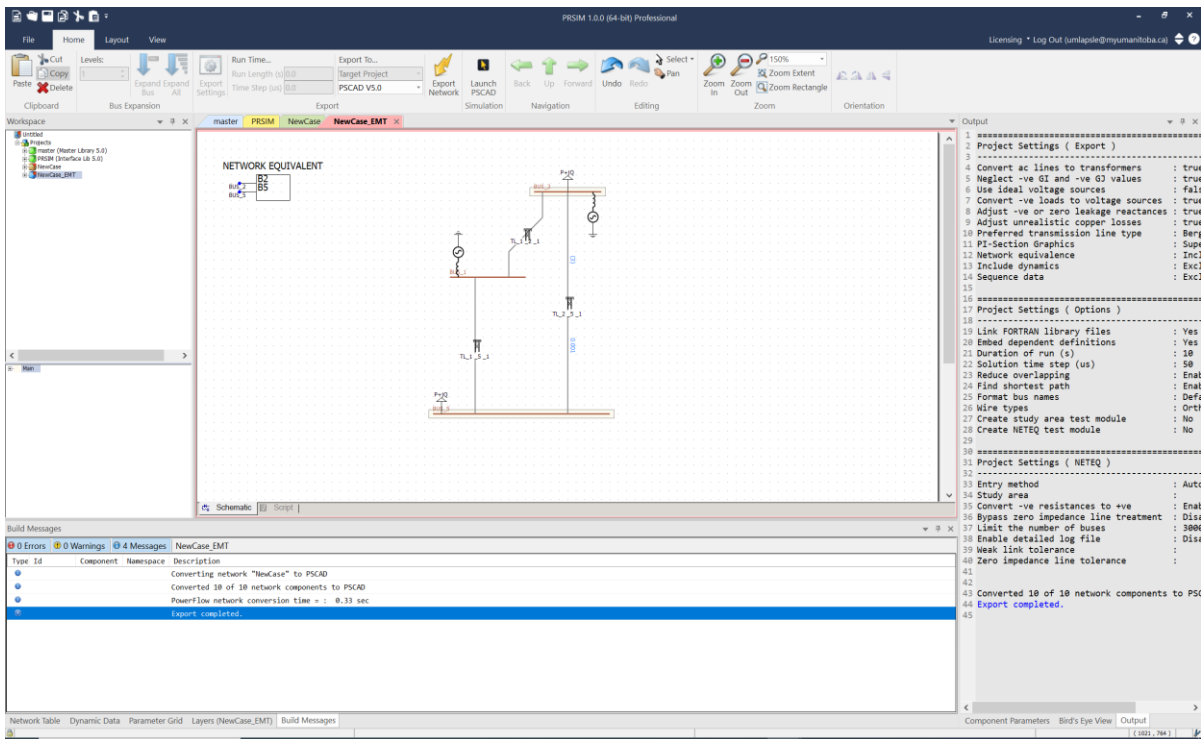 PRSIM 1.0.0 (64-bit) Professional
File Home Layout View
Licensing Log Out (umlapsle@myumanitoba.ca)
Paste Cut Copy Delete
Clipboard
Levels: 1
Expand Bus Expand All
Bus Expansion
Export Settings
Run Time...
Run Length (s) 0.0
Time Step (us) 0.0
Export To...
Target Project
PSCAD V5.0
Export Network
Export
Launch PSCAD
Simulation
Back Up Forward
Navigation
Undo Redo Select Pan
Editing
Zoom In Zoom Out 150%
Zoom Extent
Zoom Rectangle
Zoom
Orientation
Workspace
Untitled
Projects
master (Master Library 5.0)
PRSIM (Interface Lib 5.0)
NewCase
NewCase_EMT
Main
master PRSIM NewCase NewCase_EMT
NETWORK EQUIVALENT
B2
B5
BUS_2
BUS_5
P+jQ
BUS_2
TL_1_2_1
BUS_1
TL_2_5_1
0.001
TL_1_5_1
P+jQ
BUS_5
Schematic Script
Build Messages
0 Errors 0 Warnings 4 Messages NewCase_EMT
Type Id Component Namespace Description
Converting network "NewCase" to PSCAD
Converted 10 of 10 network components to PSCAD
PowerFlow network conversion time = : 0.33 sec
Export completed.
Network Table Dynamic Data Parameter Grid Layers (NewCase_EMT) Build Messages
Output
1 ==========================================
2 Project Settings ( Export )
3 ------------------------------------------
4 Convert ac lines to transformers : true
5 Neglect -ve GI and -ve GJ values : true
6 Use ideal voltage sources : fals
7 Convert -ve loads to voltage sources : true
8 Adjust -ve or zero leakage reactances : true
9 Adjust unrealistic copper losses : true
10 Preferred transmission line type : Berg
11 PI-Section Graphics : Supe
12 Network equivalence : Incl
13 Include dynamics : Excl
14 Sequence data : Excl
15
16 ==========================================
17 Project Settings ( Options )
18 ------------------------------------------
19 Link FORTRAN library files : Yes
20 Embed dependent definitions : Yes
21 Duration of run (s) : 10
22 Solution time step (us) : 50
23 Reduce overlapping : Enab
24 Find shortest path : Enab
25 Format bus names : Defa
26 Wire types : Orth
27 Create study area test module : No
28 Create NETEQ test module : No
29
30 ==========================================
31 Project Settings ( NETEQ )
32 ------------------------------------------
33 Entry method : Auto
34 Study area :
35 Convert -ve resistances to +ve : Enab
36 Bypass zero impedance line treatment : Disa
37 Limit the number of buses : 3000
38 Enable detailed log file : Disa
39 Weak link tolerance :
40 Zero impedance line tolerance :
41
42
43 Converted 10 of 10 network components to PSC
44 Export completed.
45
Component Parameters Bird's Eye View Output
( 1021 , 764 )